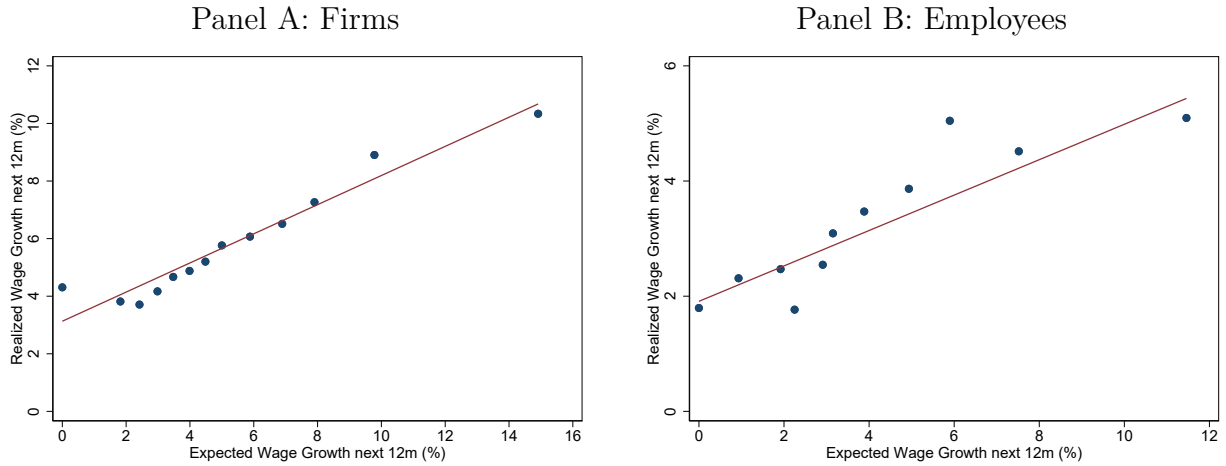 Panel A: Firms
Realized Wage Growth next 12m (%)
12
10
8
6
4
2
0
0 2 4 6 8 10 12 14 16
Expected Wage Growth next 12m (%)
Panel B: Employees
Realized Wage Growth next 12m (%)
6
4
2
0
0 2 4 6 8 10 12
Expected Wage Growth next 12m (%)